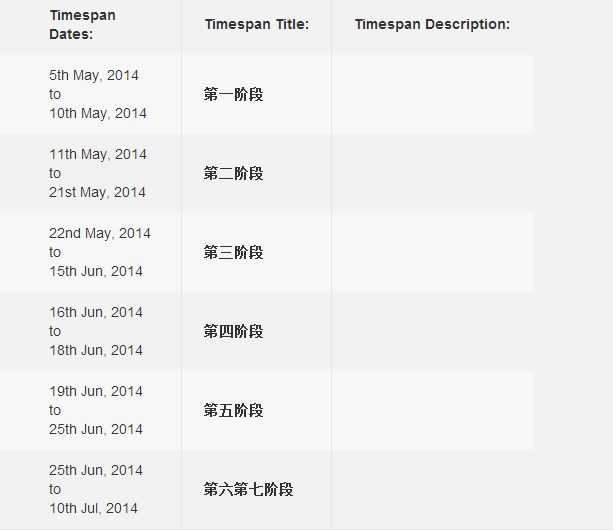 Timespan
Dates:
Timespan Title:
Timespan Description:
5th May, 2014
to
10th May, 2014
第一阶段
11th May, 2014
to
21st May, 2014
第二阶段
22nd May, 2014
to
15th Jun, 2014
第三阶段
16th Jun, 2014
to
18th Jun, 2014
第四阶段
19th Jun, 2014
to
25th Jun, 2014
第五阶段
25th Jun, 2014
to
10th Jul, 2014
第六第七阶段